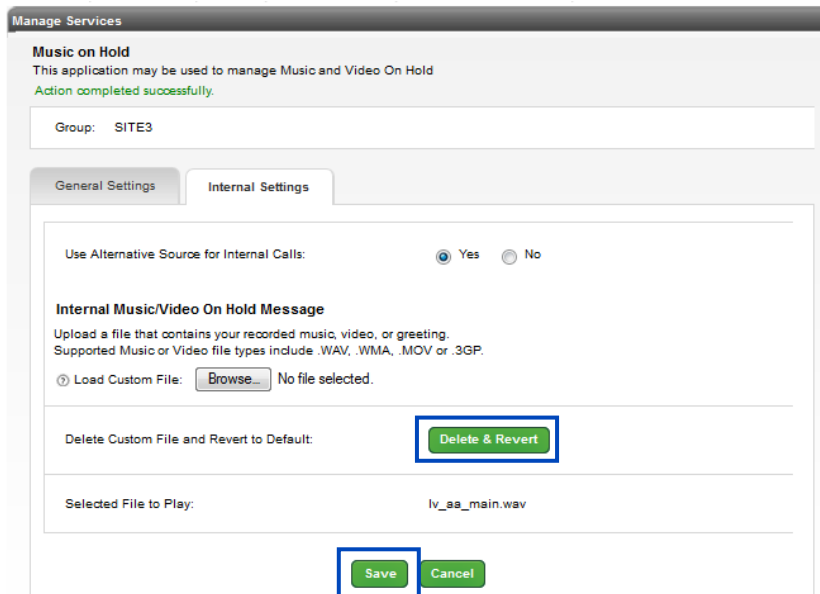 Manage Services
Music on Hold
This application may be used to manage Music and Video On Hold
Action completed successfully.
Group: SITE3
General Settings Internal Settings
Use Alternative Source for Internal Calls: Yes No
Internal Music/Video On Hold Message
Upload a file that contains your recorded music, video, or greeting.
Supported Music or Video file types include .WAV, .WMA, .MOV or .3GP.
? Load Custom File: Browse... No file selected.
Delete Custom File and Revert to Default: Delete & Revert
Selected File to Play: lv_aa_main.wav
Save Cancel